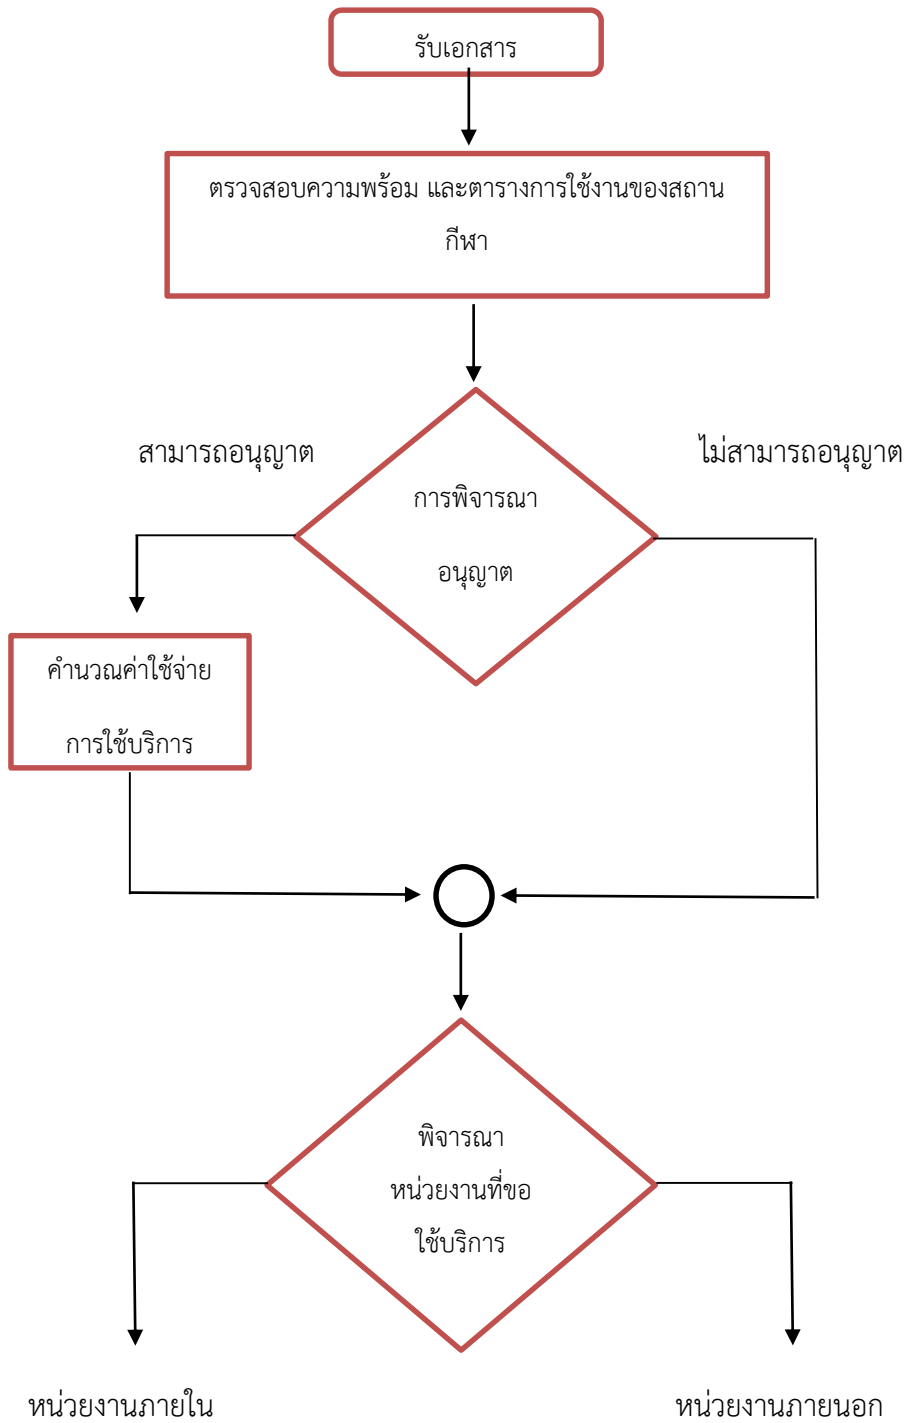 รับเอกสาร
ตรวจสอบความพร้อม และตารางการใช้งานของสถาน
กีฬา
สามารถอนุญาต
ไม่สามารถอนุญาต
การพิจารณา
อนุญาต
คำนวณค่าใช้จ่าย
การใช้บริการ
พิจารณา
หน่วยงานที่ขอ
ใช้บริการ
หน่วยงานภายใน
หน่วยงานภายนอก